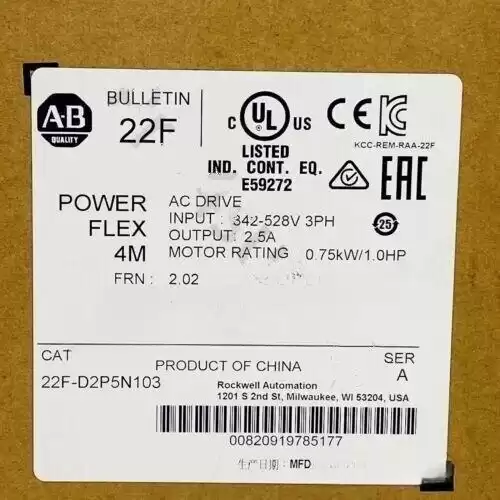 A-B
QUALITY
BULLETIN
22F
C UL US
LISTED
IND. CONT. EQ.
E59272
CE
KCC-REM-RAA-22F
EAC
25
POWER
FLEX
4M
AC DRIVE
INPUT : 342-528V 3PH
OUTPUT: 2.5A
MOTOR RATING 0.75kW/1.0HP
FRN : 2.02
CAT
22F-D2P5N103
PRODUCT OF CHINA
SER
A
Rockwell Automation
1201 S 2nd St, Milwaukee, WI 53204, USA
00820919785177
生产日期: MFD